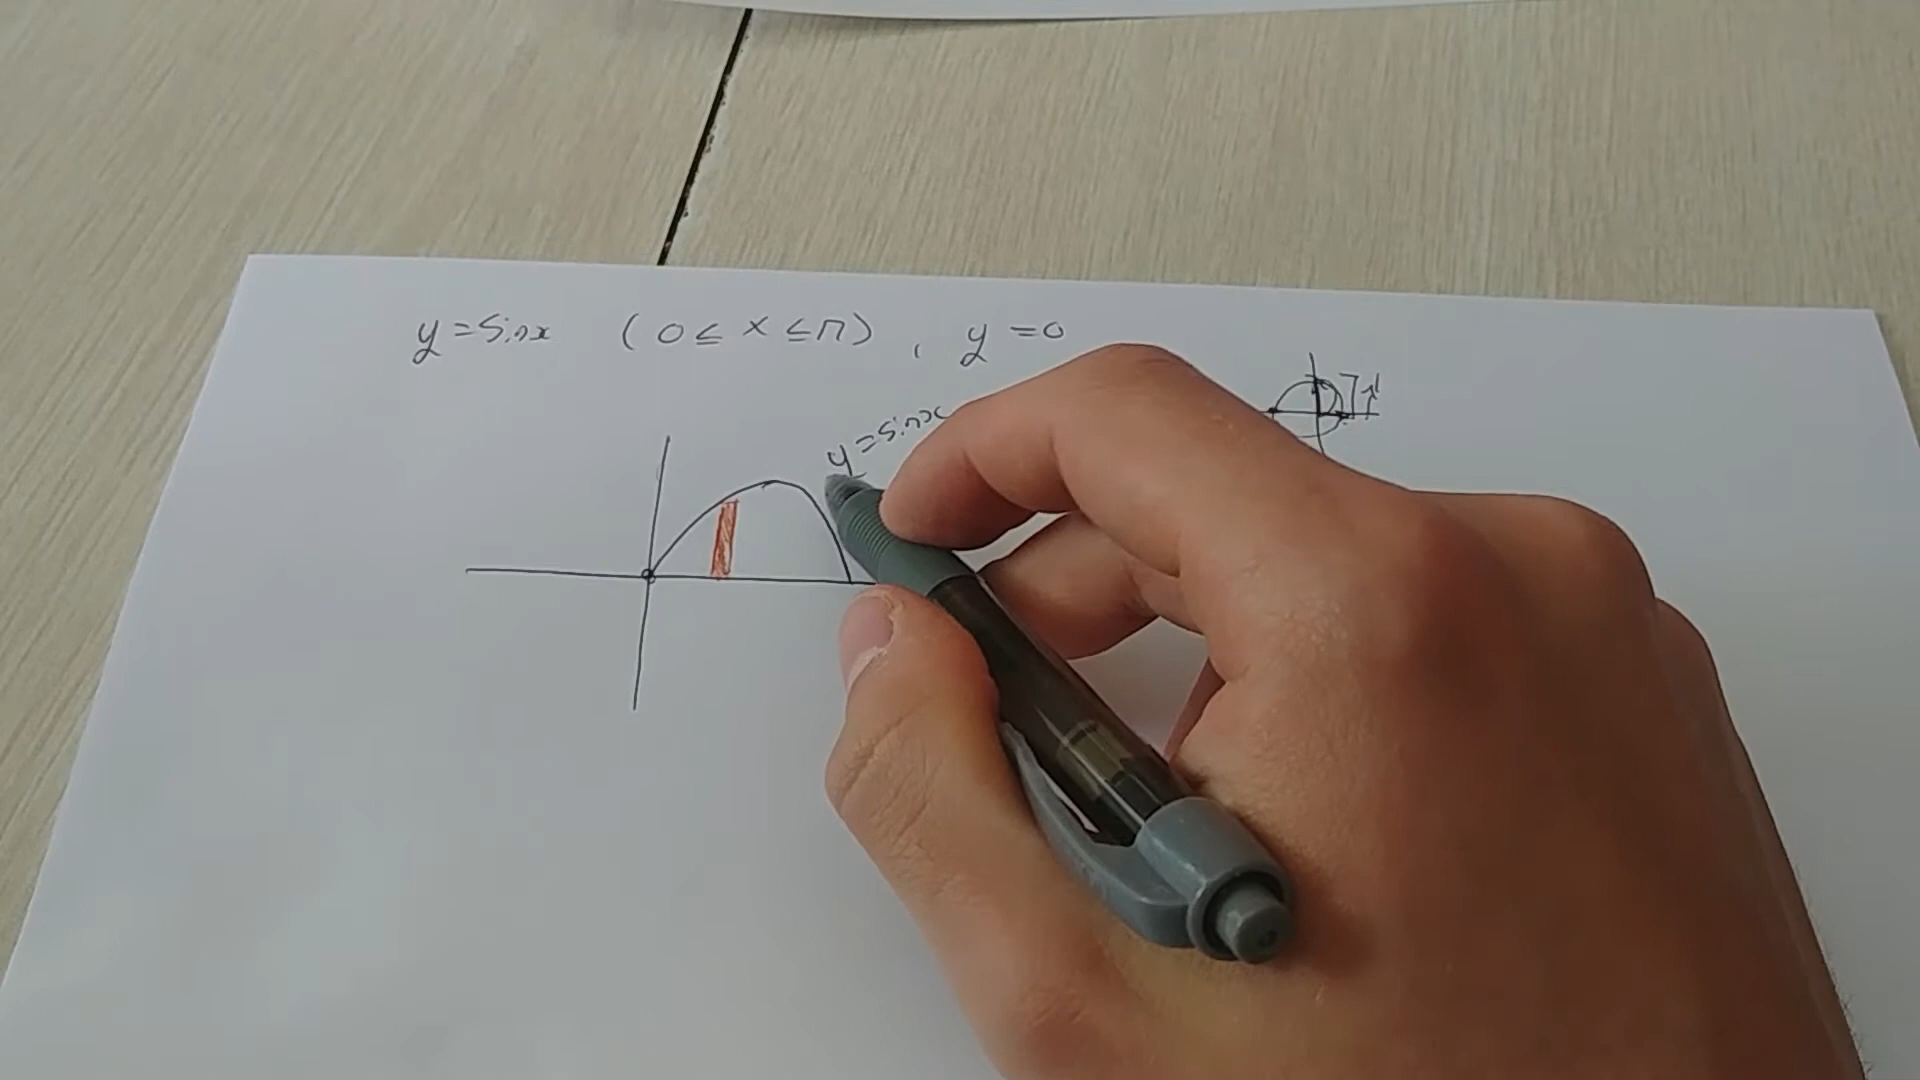 y = sinx (0 ≤ x ≤ π), y = 0
y = sinx